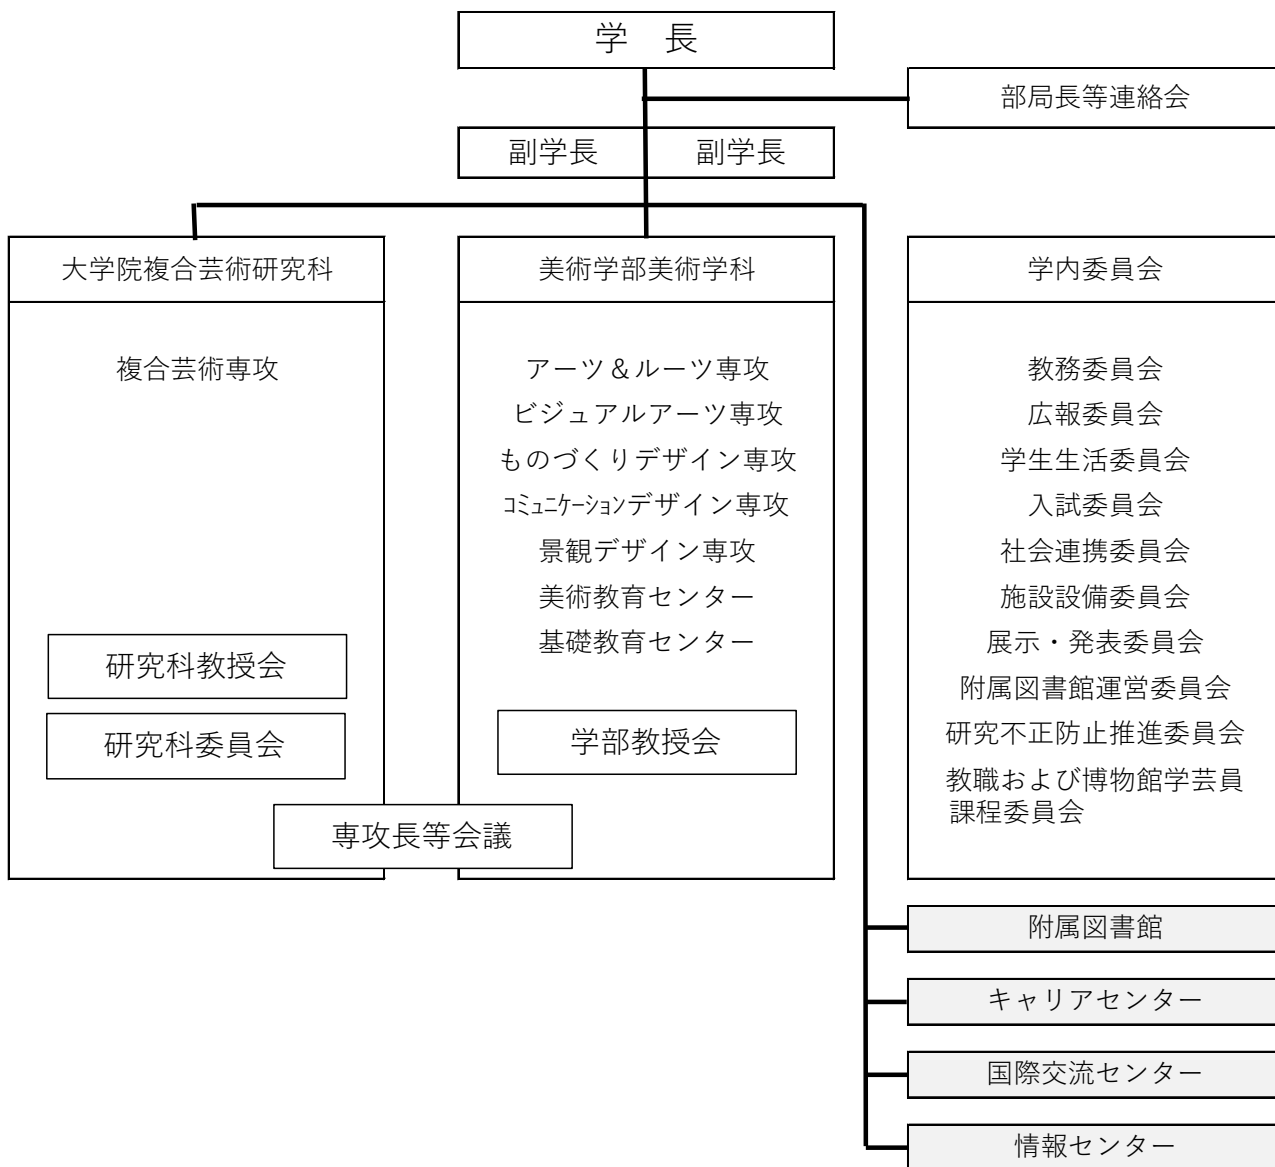 学　長
部局長等連絡会
副学長
副学長
大学院複合芸術研究科
複合芸術専攻
研究科教授会
研究科委員会
美術学部美術学科
アーツ＆ルーツ専攻
ビジュアルアーツ専攻
ものづくりデザイン専攻
ｺﾐｭﾆｹｰｼｮﾝデザイン専攻
景観デザイン専攻
美術教育センター
基礎教育センター
学部教授会
専攻長等会議
学内委員会
教務委員会
広報委員会
学生生活委員会
入試委員会
社会連携委員会
施設設備委員会
展示・発表委員会
附属図書館運営委員会
研究不正防止推進委員会
教職および博物館学芸員
課程委員会
附属図書館
キャリアセンター
国際交流センター
情報センター